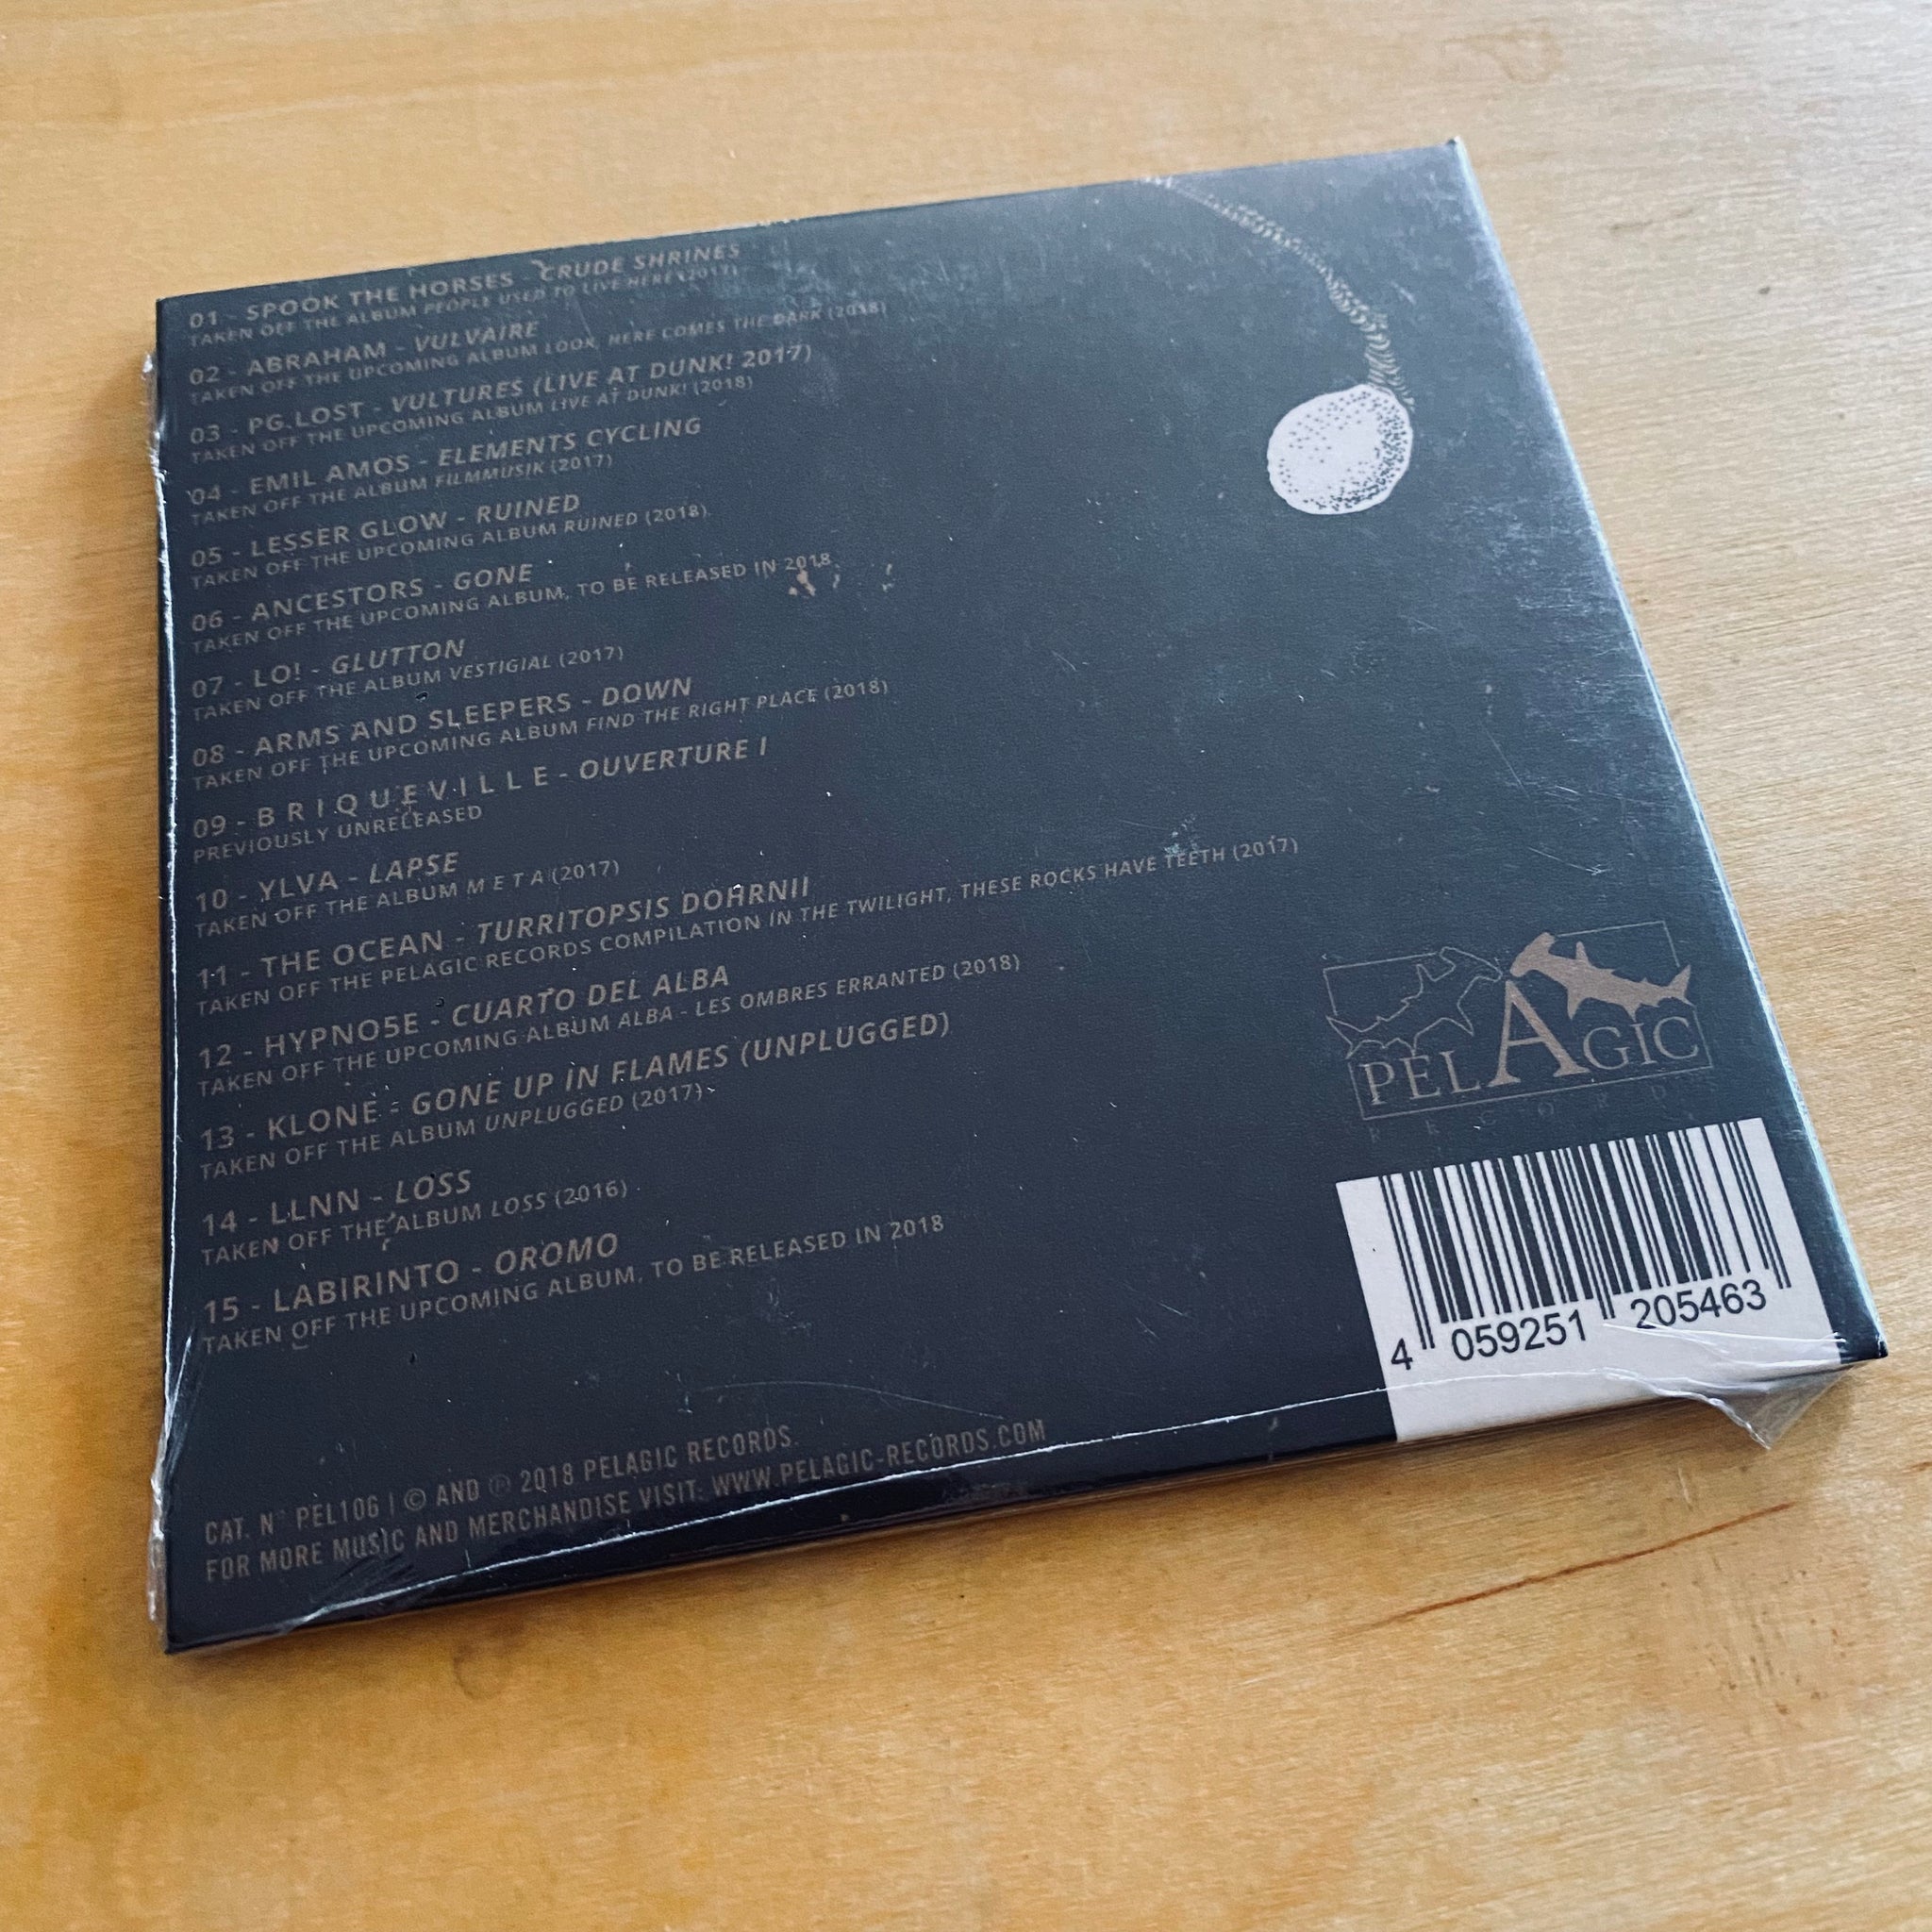 01 - SPOOK THE HORSES - CRUDE SHRINES
TAKEN OFF THE ALBUM PEOPLE USED TO LIVE HERE (2017)
02 - ABRAHAM - VULVAIRE
TAKEN OFF THE UPCOMING ALBUM LOOK, HERE COMES THE DARK (2018)
03 - PG.LOST - VULTURES (LIVE AT DUNK! 2017)
TAKEN OFF THE UPCOMING ALBUM LIVE AT DUNK! (2018)
04 - EMIL AMOS - ELEMENTS CYCLING
TAKEN OFF THE ALBUM FILMMUSIK (2017)
05 - LESSER GLOW - RUINED
TAKEN OFF THE UPCOMING ALBUM RUINED (2018)
06 - ANCESTORS - GONE
TAKEN OFF THE UPCOMING ALBUM, TO BE RELEASED IN 2018
07 - LO! - GLUTTON
TAKEN OFF THE ALBUM VESTIGIAL (2017)
08 - ARMS AND SLEEPERS - DOWN
TAKEN OFF THE UPCOMING ALBUM FIND THE RIGHT PLACE (2018)
09 - B R I Q U E V I L L E - OUVERTURE I
PREVIOUSLY UNRELEASED
10 - YLVA - LAPSE
TAKEN OFF THE ALBUM M E T A (2017)
11 - THE OCEAN - TURRITOPSIS DOHRNII
TAKEN OFF THE PELAGIC RECORDS COMPILATION IN THE TWILIGHT, THESE ROCKS HAVE TEETH (2017)
12 - HYPNO5E - CUARTO DEL ALBA
TAKEN OFF THE UPCOMING ALBUM ALBA - LES OMBRES ERRANTED (2018)
13 - KLONE - GONE UP IN FLAMES (UNPLUGGED)
TAKEN OFF THE ALBUM UNPLUGGED (2017)
14 - LLNN - LOSS
TAKEN OFF THE ALBUM LOSS (2016)
15 - LABIRINTO - OROMO
TAKEN OFF THE UPCOMING ALBUM, TO BE RELEASED IN 2018
PELAGIC
RECORDS
4 059251 205463
CAT. N° PEL106 | © AND ℗ 2018 PELAGIC RECORDS.
FOR MORE MUSIC AND MERCHANDISE VISIT: WWW.PELAGIC-RECORDS.COM